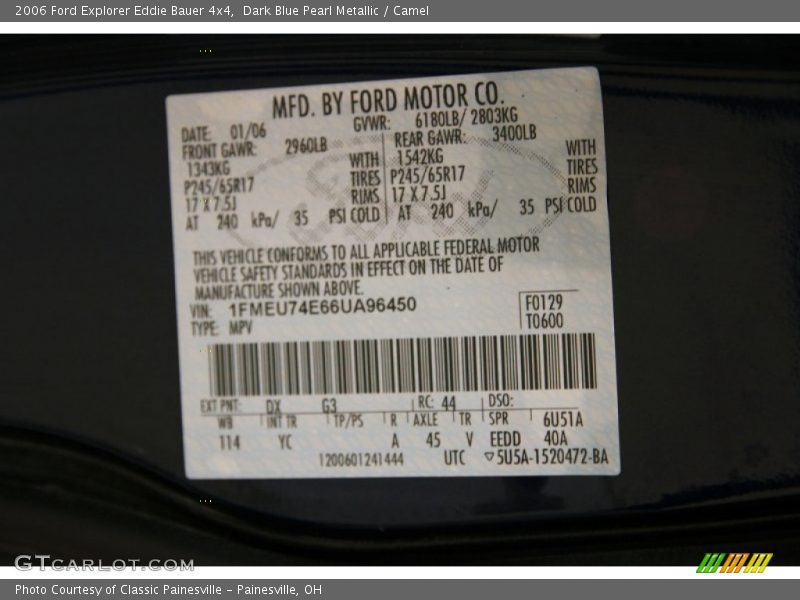 2006 Ford Explorer Eddie Bauer 4x4,  Dark Blue Pearl Metallic / Camel
MFD. BY FORD MOTOR CO.
DATE: 01/06 GVWR: 6180LB/ 2803KG
FRONT GAWR: 2960LB REAR GAWR: 3400LB
1343KG WITH 1542KG WITH
P245/65R17 TIRES P245/65R17 TIRES
17 X 7.5J RIMS 17 X 7.5J RIMS
AT 240 kPa/ 35 PSI COLD AT 240 kPa/ 35 PSI COLD
THIS VEHICLE CONFORMS TO ALL APPLICABLE FEDERAL MOTOR
VEHICLE SAFETY STANDARDS IN EFFECT ON THE DATE OF
MANUFACTURE SHOWN ABOVE.
VIN: 1FMEU74E66UA96450 F0129
TYPE: MPV T0600
EXT PNT: DX G3 RC: 44 DSO:
WB INT TR TP/PS R AXLE TR SPR 6U51A
114 YC A 45 V EEDD 40A
1200601241444 UTC ▽5U5A-1520472-BA
GTCARLOT.COM
Photo Courtesy of Classic Painesville - Painesville, OH